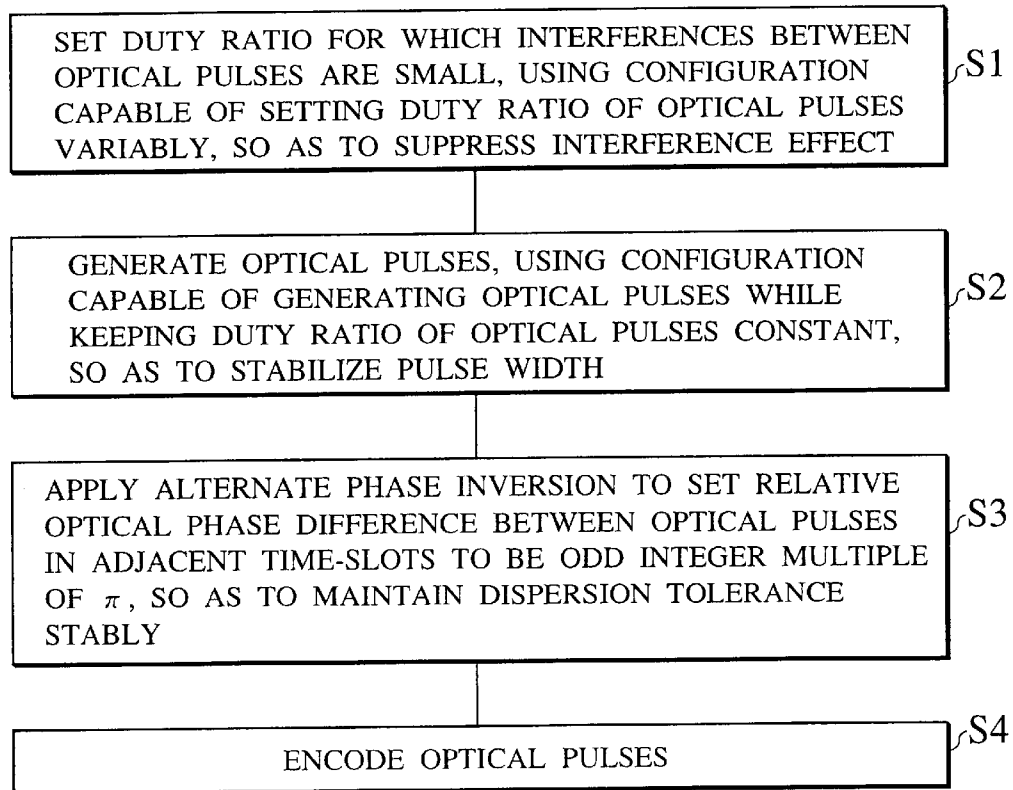 SET DUTY RATIO FOR WHICH INTERFERENCES BETWEEN
OPTICAL PULSES ARE SMALL, USING CONFIGURATION
CAPABLE OF SETTING DUTY RATIO OF OPTICAL PULSES
VARIABLY, SO AS TO SUPPRESS INTERFERENCE EFFECT
S1
GENERATE OPTICAL PULSES, USING CONFIGURATION
CAPABLE OF GENERATING OPTICAL PULSES WHILE
KEEPING DUTY RATIO OF OPTICAL PULSES CONSTANT,
SO AS TO STABILIZE PULSE WIDTH
S2
APPLY ALTERNATE PHASE INVERSION TO SET RELATIVE
OPTICAL PHASE DIFFERENCE BETWEEN OPTICAL PULSES
IN ADJACENT TIME-SLOTS TO BE ODD INTEGER MULTIPLE
OF π, SO AS TO MAINTAIN DISPERSION TOLERANCE
STABLY
S3
ENCODE OPTICAL PULSES
S4